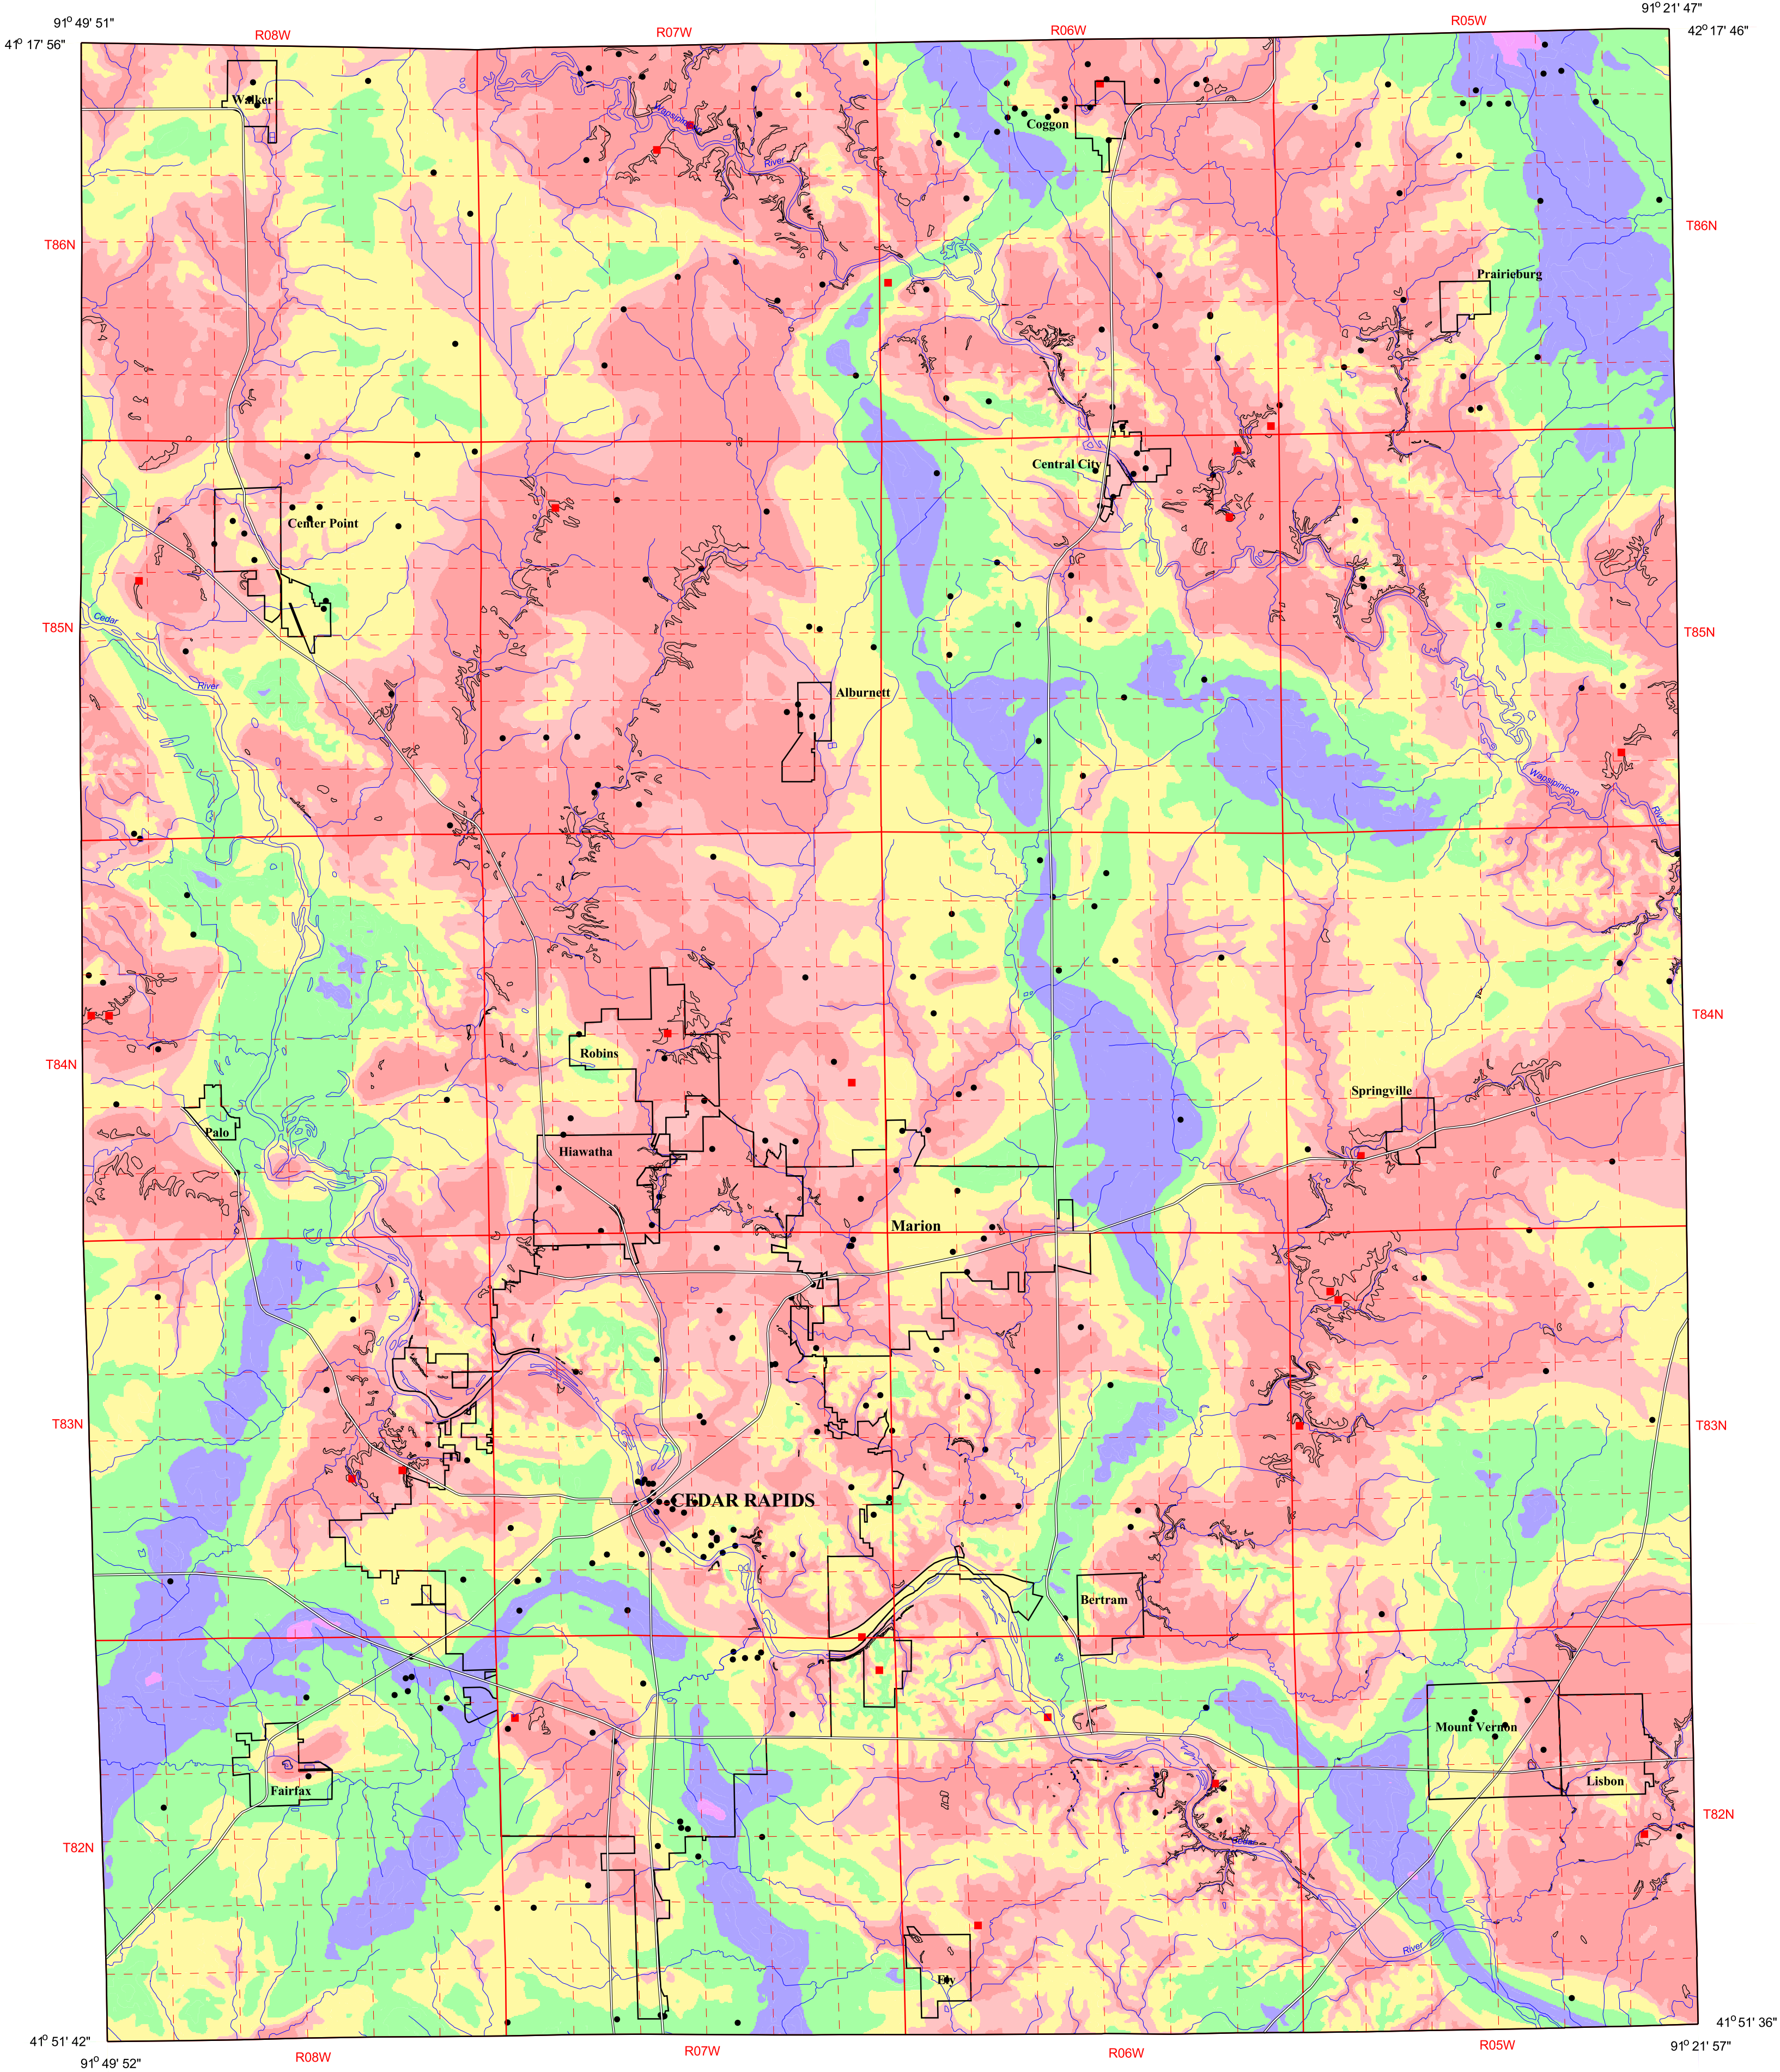 91° 49' 51"
91° 21' 47"
41° 17' 56"
42° 17' 46"
R08W
R07W
R06W
R05W
Walker
Coggon
Wapsipinicon
River
T86N
T86N
Prairieburg
Central City
Center Point
Cedar
River
T85N
T85N
Alburnett
Wapsipinicon
River
Robins
T84N
T84N
Springville
Palo
Hiawatha
Marion
T83N
T83N
CEDAR RAPIDS
Bertram
Mount Vernon
Lisbon
Fairfax
T82N
T82N
Cedar
River
Ely
41° 51' 42"
41° 51' 36"
91° 49' 52"
91° 21' 57"
R08W
R07W
R06W
R05W